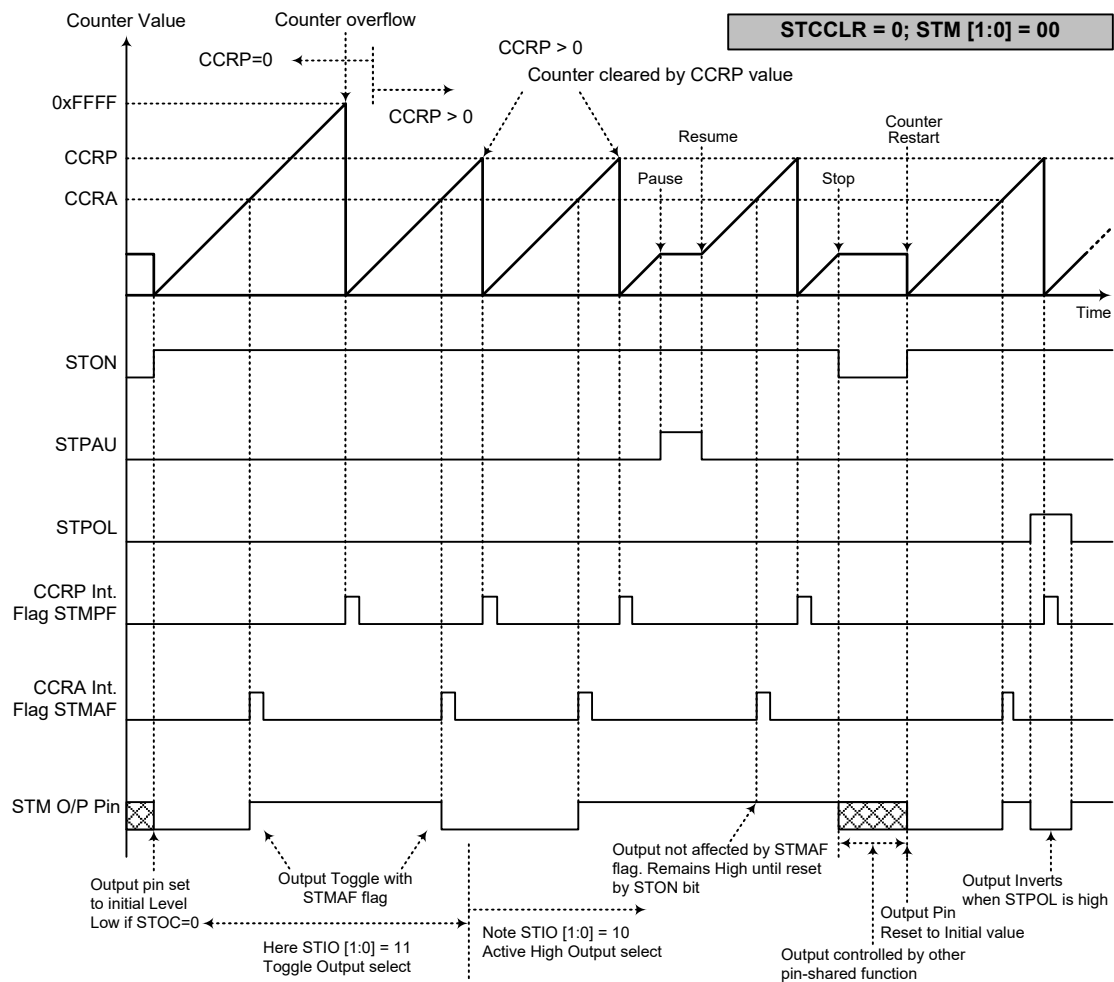 Counter Value
Counter overflow
STCCLR = 0; STM [1:0] = 00
CCRP=0
CCRP > 0
CCRP > 0
Counter cleared by CCRP value
0xFFFF
CCRP
CCRA
Pause
Resume
Stop
Counter
Restart
Time
STON
STPAU
STPOL
CCRP Int.
Flag STMPF
CCRA Int.
Flag STMAF
STM O/P Pin
Output pin set
to initial Level
Low if STOC=0
Output Toggle with
STMAF flag
Here STIO [1:0] = 11
Toggle Output select
Note STIO [1:0] = 10
Active High Output select
Output not affected by STMAF
flag. Remains High until reset
by STON bit
Output controlled by other
pin-shared function
Output Pin
Reset to Initial value
Output Inverts
when STPOL is high